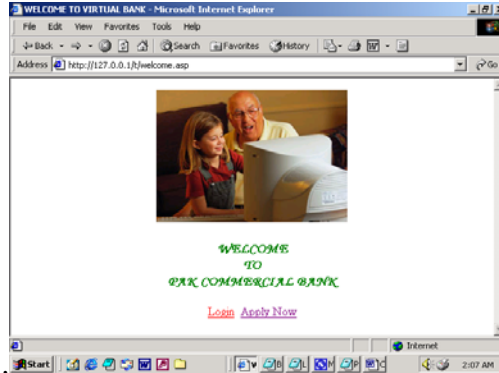 WELCOME TO VIRTUAL BANK - Microsoft Internet Explorer
File Edit View Favorites Tools Help
Back Search Favorites History
Address http://127.0.0.1/t/welcome.asp Go
WELCOME
TO
PAK COMMERCIAL BANK
Login Apply Now
Internet
Start 2:07 AM